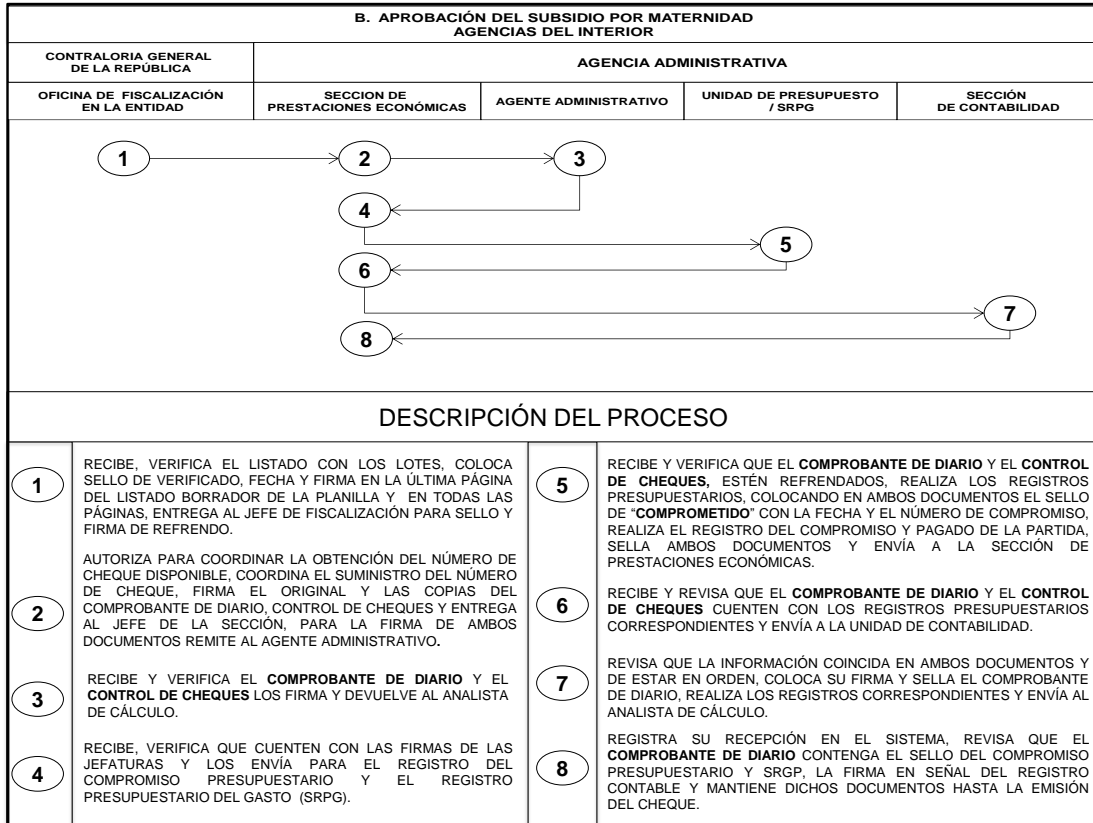 B. APROBACIÓN DEL SUBSIDIO POR MATERNIDAD
AGENCIAS DEL INTERIOR
CONTRALORIA GENERAL
DE LA REPÚBLICA
AGENCIA ADMINISTRATIVA
OFICINA DE FISCALIZACIÓN
EN LA ENTIDAD
SECCION DE
PRESTACIONES ECONÓMICAS
AGENTE ADMINISTRATIVO
UNIDAD DE PRESUPUESTO
/ SRPG
SECCIÓN
DE CONTABILIDAD
1
2
3
4
5
6
7
8
DESCRIPCIÓN DEL PROCESO
1
RECIBE, VERIFICA EL LISTADO CON LOS LOTES, COLOCA
SELLO DE VERIFICADO, FECHA Y FIRMA EN LA ÚLTIMA PÁGINA
DEL LISTADO BORRADOR DE LA PLANILLA Y EN TODAS LAS
PÁGINAS, ENTREGA AL JEFE DE FISCALIZACIÓN PARA SELLO Y
FIRMA DE REFRENDO.
2
AUTORIZA PARA COORDINAR LA OBTENCIÓN DEL NÚMERO DE
CHEQUE DISPONIBLE, COORDINA EL SUMINISTRO DEL NÚMERO
DE CHEQUE, FIRMA EL ORIGINAL Y LAS COPIAS DEL
COMPROBANTE DE DIARIO, CONTROL DE CHEQUES Y ENTREGA
AL JEFE DE LA SECCIÓN, PARA LA FIRMA DE AMBOS
DOCUMENTOS REMITE AL AGENTE ADMINISTRATIVO.
3
RECIBE Y VERIFICA EL COMPROBANTE DE DIARIO Y EL
CONTROL DE CHEQUES LOS FIRMA Y DEVUELVE AL ANALISTA
DE CÁLCULO.
4
RECIBE, VERIFICA QUE CUENTEN CON LAS FIRMAS DE LAS
JEFATURAS Y LOS ENVÍA PARA EL REGISTRO DEL
COMPROMISO PRESUPUESTARIO Y EL REGISTRO
PRESUPUESTARIO DEL GASTO (SRPG).
5
RECIBE Y VERIFICA QUE EL COMPROBANTE DE DIARIO Y EL CONTROL
DE CHEQUES, ESTÉN REFRENDADOS, REALIZA LOS REGISTROS
PRESUPUESTARIOS, COLOCANDO EN AMBOS DOCUMENTOS EL SELLO
DE “COMPROMETIDO” CON LA FECHA Y EL NÚMERO DE COMPROMISO,
REALIZA EL REGISTRO DEL COMPROMISO Y PAGADO DE LA PARTIDA,
SELLA AMBOS DOCUMENTOS Y ENVÍA A LA SECCIÓN DE
PRESTACIONES ECONÓMICAS.
6
RECIBE Y REVISA QUE EL COMPROBANTE DE DIARIO Y EL CONTROL
DE CHEQUES CUENTEN CON LOS REGISTROS PRESUPUESTARIOS
CORRESPONDIENTES Y ENVÍA A LA UNIDAD DE CONTABILIDAD.
7
REVISA QUE LA INFORMACIÓN COINCIDA EN AMBOS DOCUMENTOS Y
DE ESTAR EN ORDEN, COLOCA SU FIRMA Y SELLA EL COMPROBANTE
DE DIARIO, REALIZA LOS REGISTROS CORRESPONDIENTES Y ENVÍA AL
ANALISTA DE CÁLCULO.
8
REGISTRA SU RECEPCIÓN EN EL SISTEMA, REVISA QUE EL
COMPROBANTE DE DIARIO CONTENGA EL SELLO DEL COMPROMISO
PRESUPUESTARIO Y SRGP, LA FIRMA EN SEÑAL DEL REGISTRO
CONTABLE Y MANTIENE DICHOS DOCUMENTOS HASTA LA EMISIÓN
DEL CHEQUE.